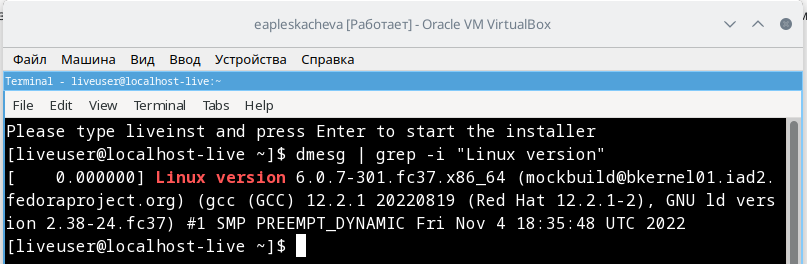 eapleskacheva [Работает] - Oracle VM VirtualBox
Файл Машина Вид Ввод Устройства Справка
Terminal - liveuser@localhost-live:~
File Edit View Terminal Tabs Help
Please type liveinst and press Enter to start the installer
[liveuser@localhost-live ~]$ dmesg | grep -i "Linux version"
[    0.000000] Linux version 6.0.7-301.fc37.x86_64 (mockbuild@bkernel01.iad2.
fedoraproject.org) (gcc (GCC) 12.2.1 20220819 (Red Hat 12.2.1-2), GNU ld vers
ion 2.38-24.fc37) #1 SMP PREEMPT_DYNAMIC Fri Nov 4 18:35:48 UTC 2022
[liveuser@localhost-live ~]$